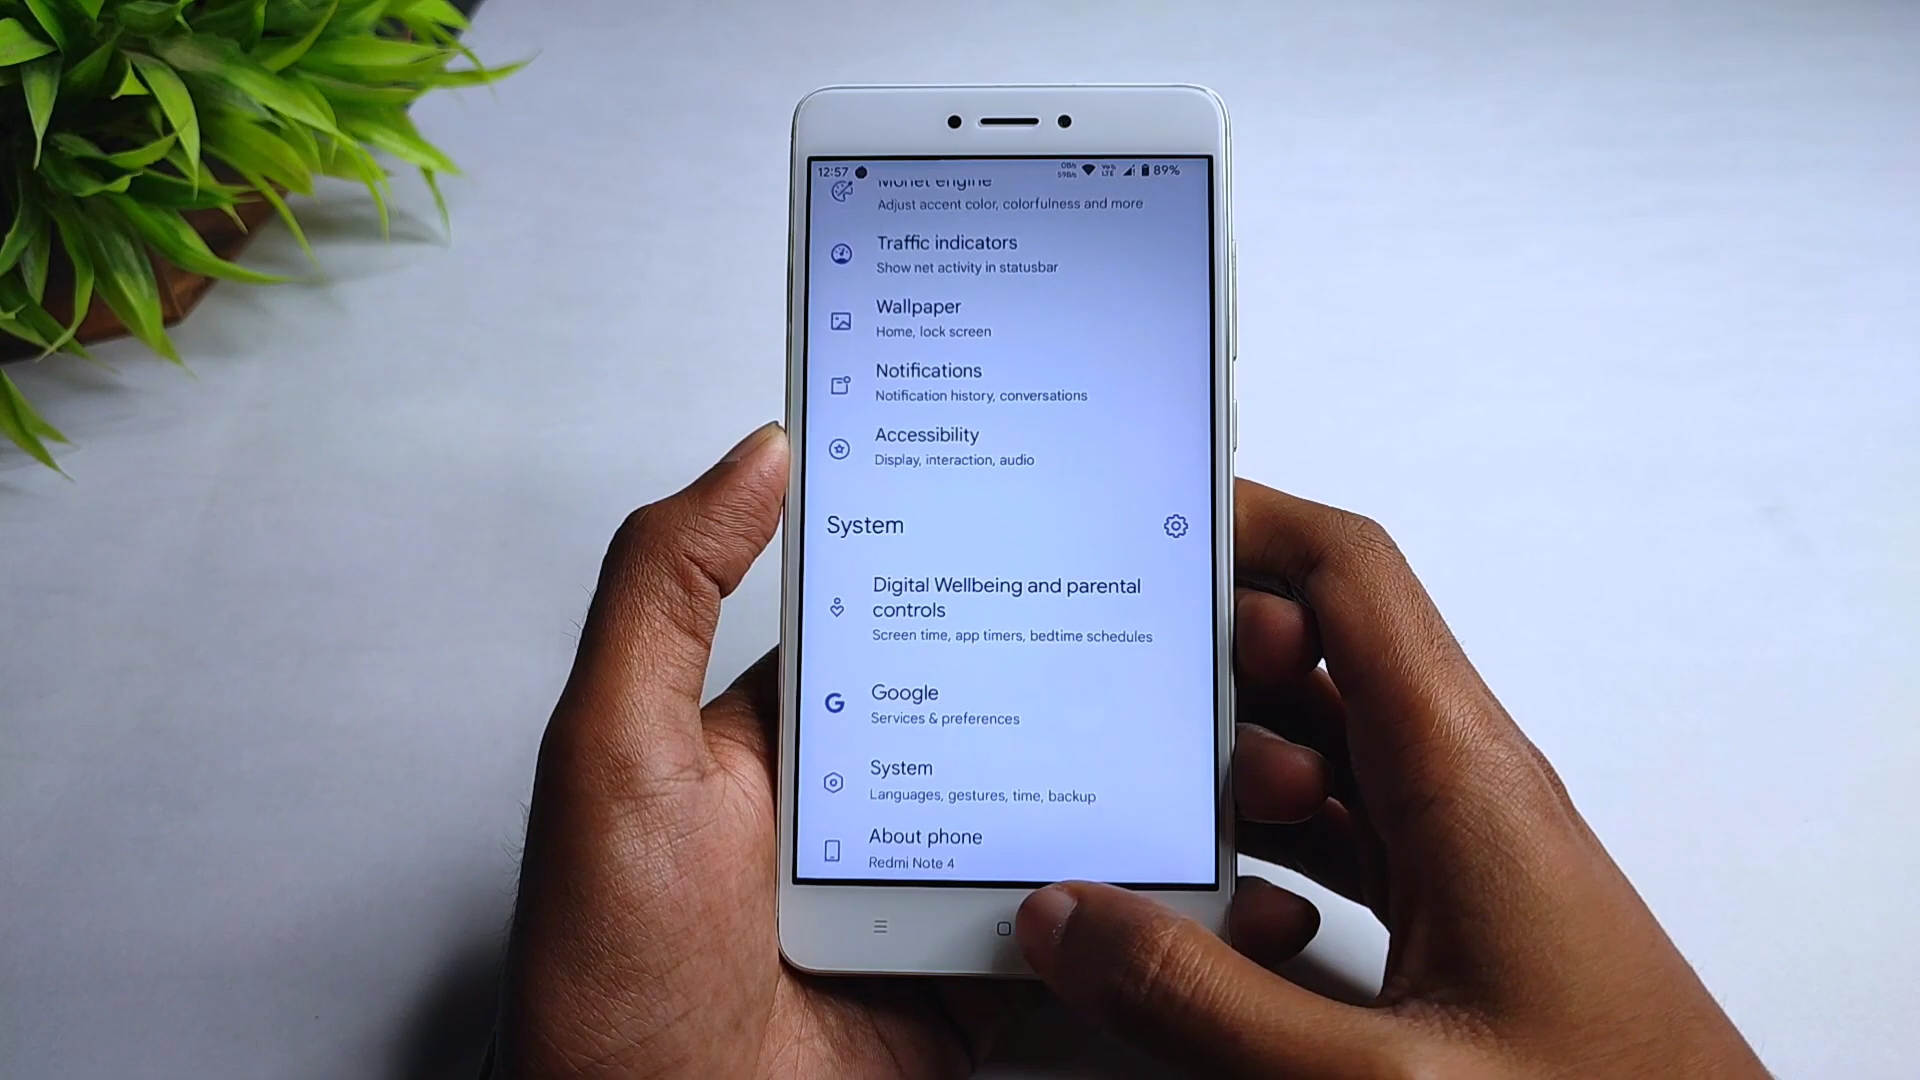 12:57 89%
Monet engine
Adjust accent color, colorfulness and more
Traffic indicators
Show net activity in statusbar
Wallpaper
Home, lock screen
Notifications
Notification history, conversations
Accessibility
Display, interaction, audio
System
Digital Wellbeing and parental
controls
Screen time, app timers, bedtime schedules
Google
Services & preferences
System
Languages, gestures, time, backup
About phone
Redmi Note 4